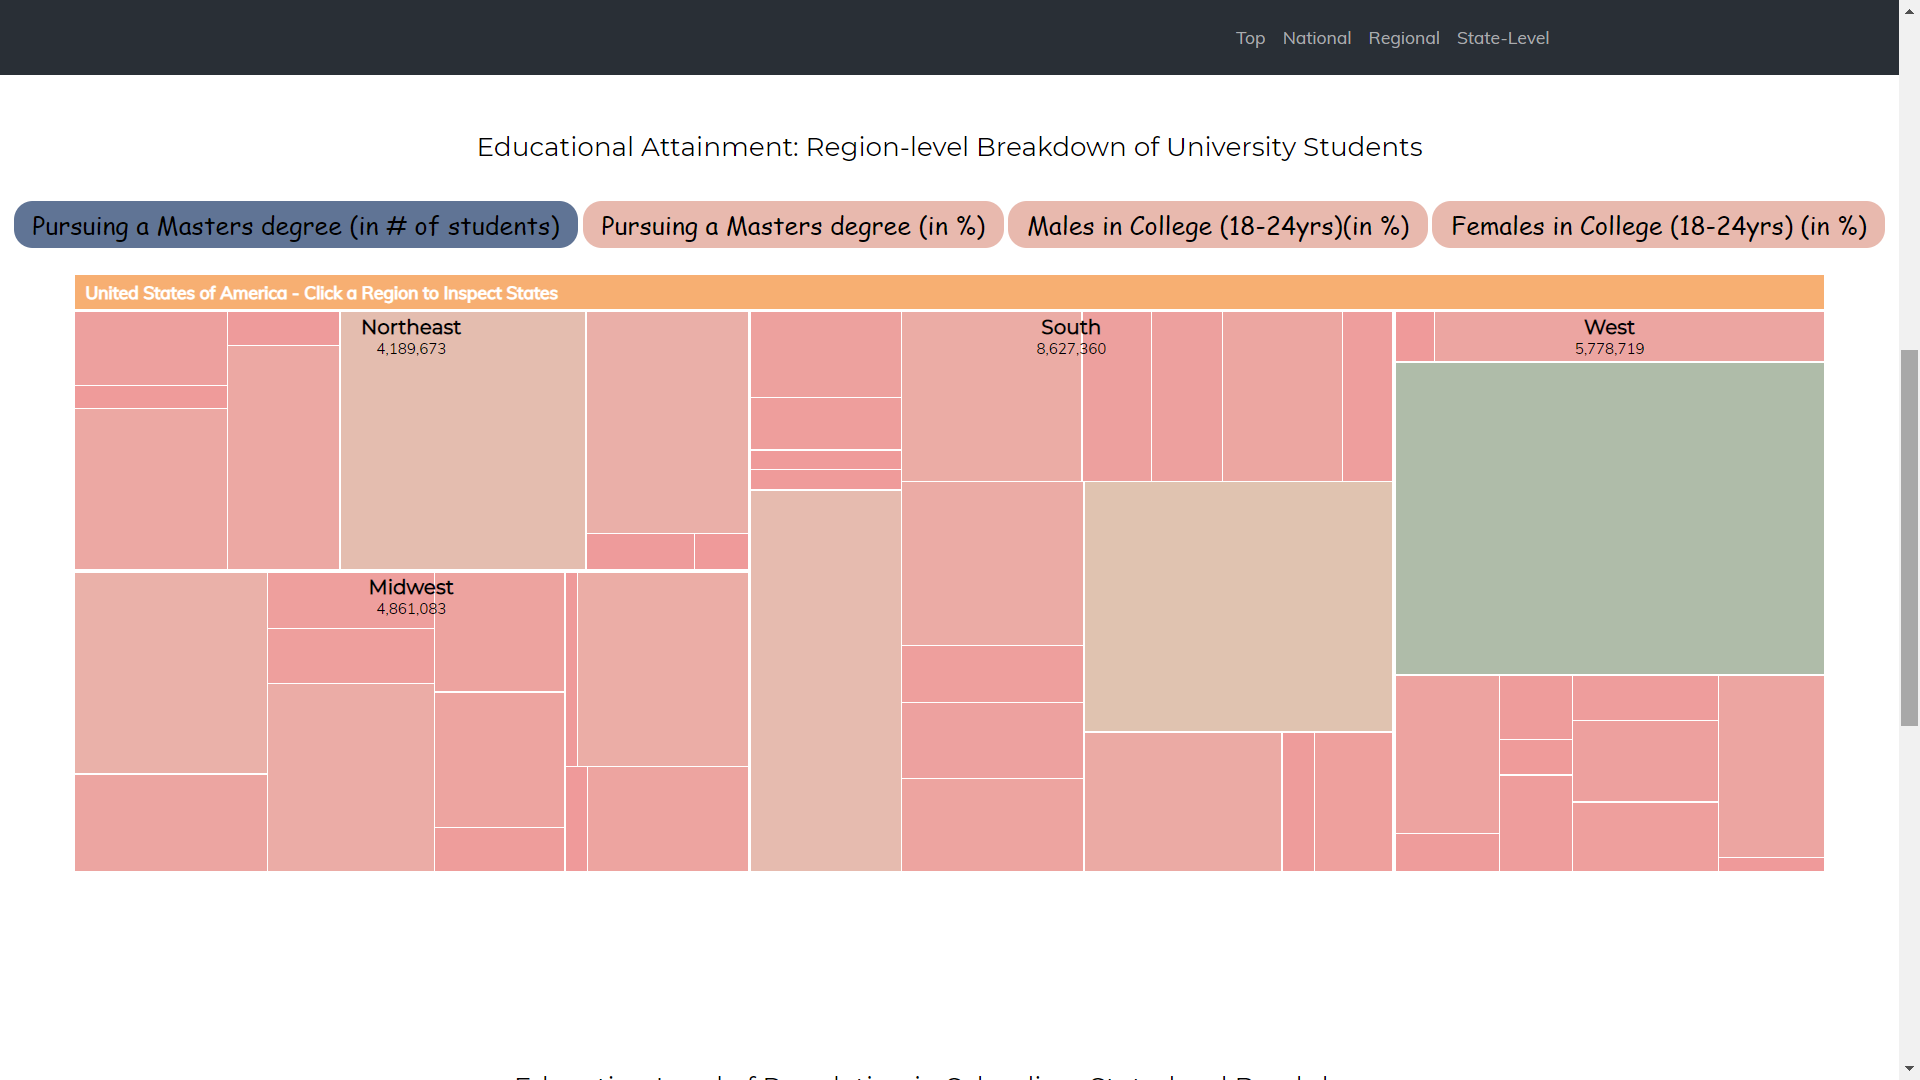 Top National Regional State-Level
Educational Attainment: Region-level Breakdown of University Students
Pursuing a Masters degree (in # of students) Pursuing a Masters degree (in %) Males in College (18-24yrs)(in %) Females in College (18-24yrs) (in %)
United States of America - Click a Region to Inspect States
Northeast
4,189,673
South
8,627,360
West
5,778,719
Midwest
4,861,083